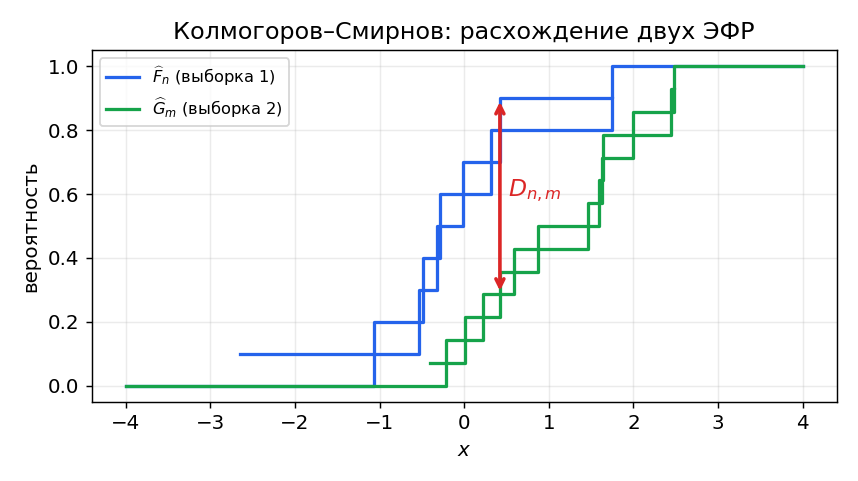 Колмогоров–Смирнов: расхождение двух ЭФР
F̂ₙ (выборка 1)
Ĝₘ (выборка 2)
Dₙ,ₘ
вероятность
1.0
0.8
0.6
0.4
0.2
0.0
−4 −3 −2 −1 0 1 2 3 4
x